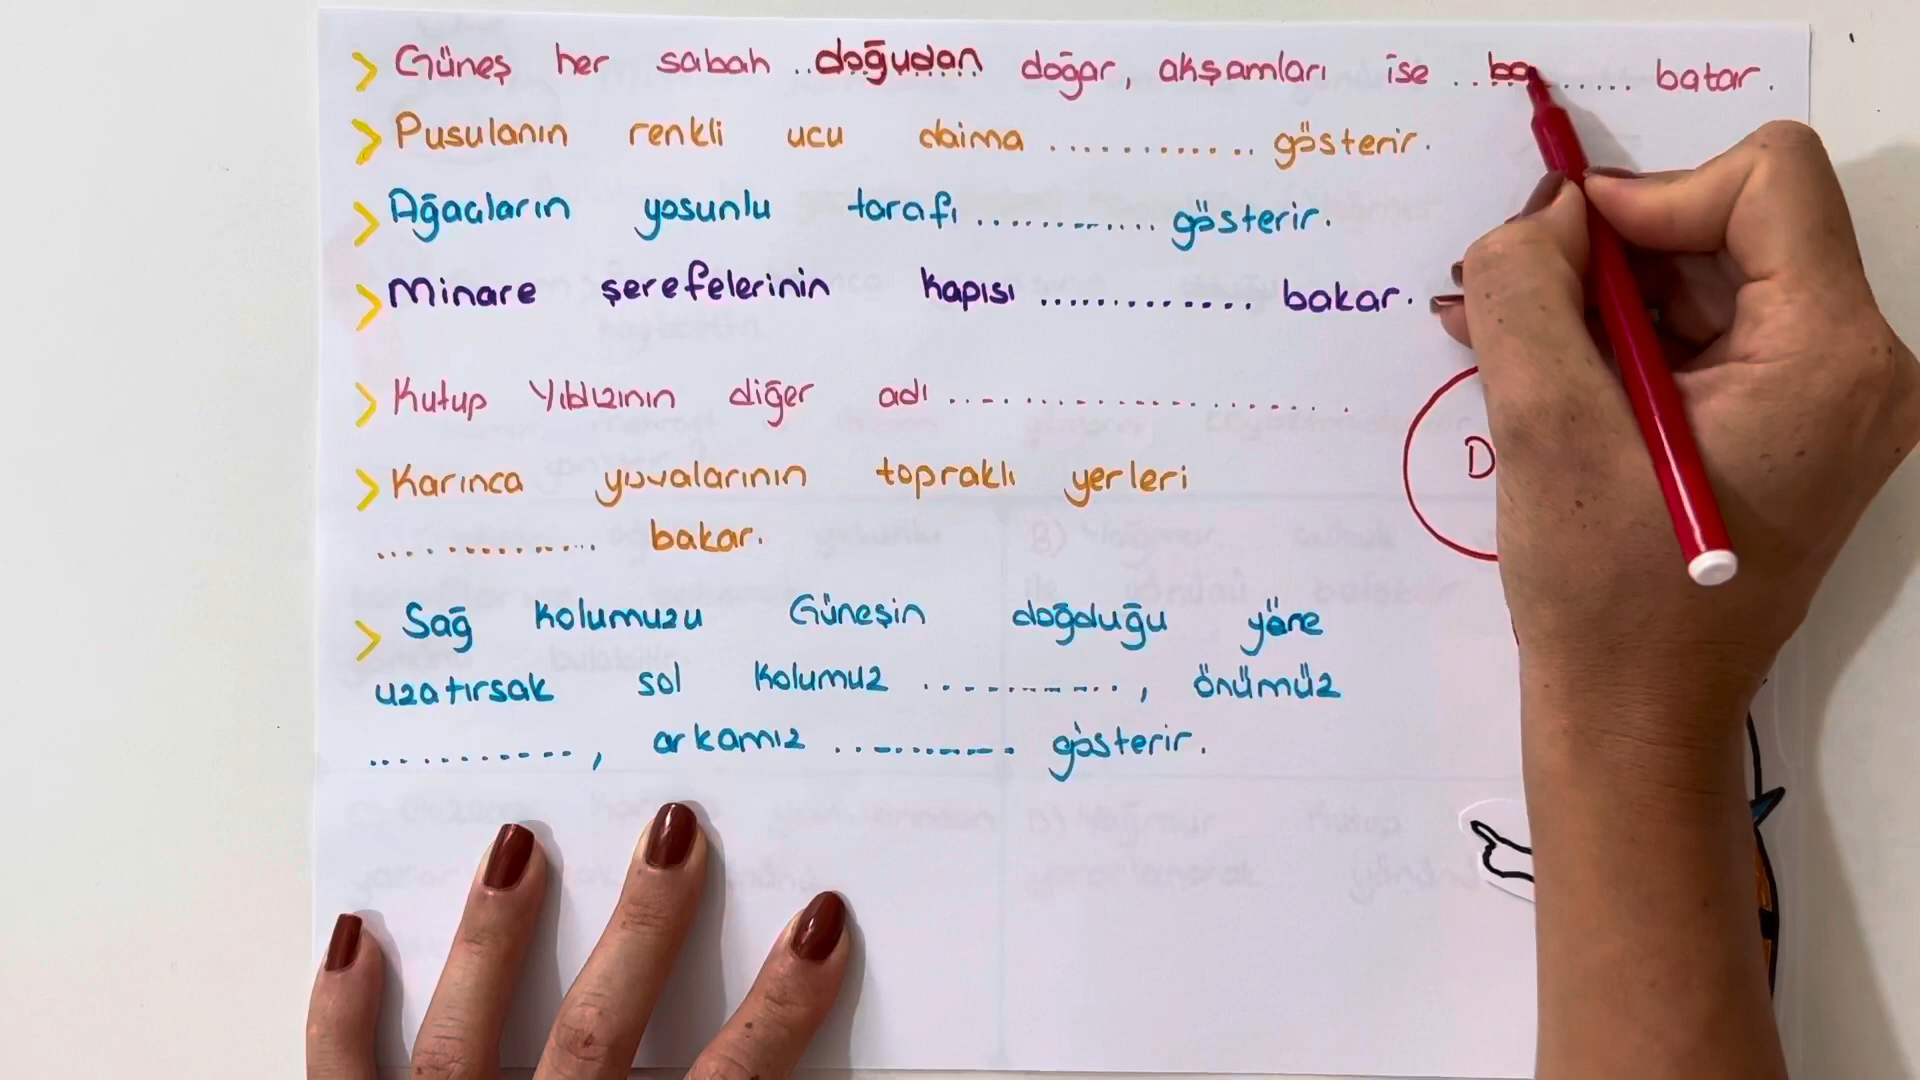 > Güneş her sabah ..doğudan doğar, akşamları ise ..ba..... batar.
> Pusulanın renkli ucu daima ........... gösterir.
> Ağaçların yosunlu tarafı ............ gösterir.
> Minare şerefelerinin kapısı ............. bakar.
> Kutup Yıldızının diğer adı .....................
> Karınca yuvalarının topraklı yerleri
............. bakar.
> Sağ kolumuzu Güneşin doğduğu yöne
uzatırsak sol kolumuz ..........., önümüz
..........., arkamız .......... gösterir.
D